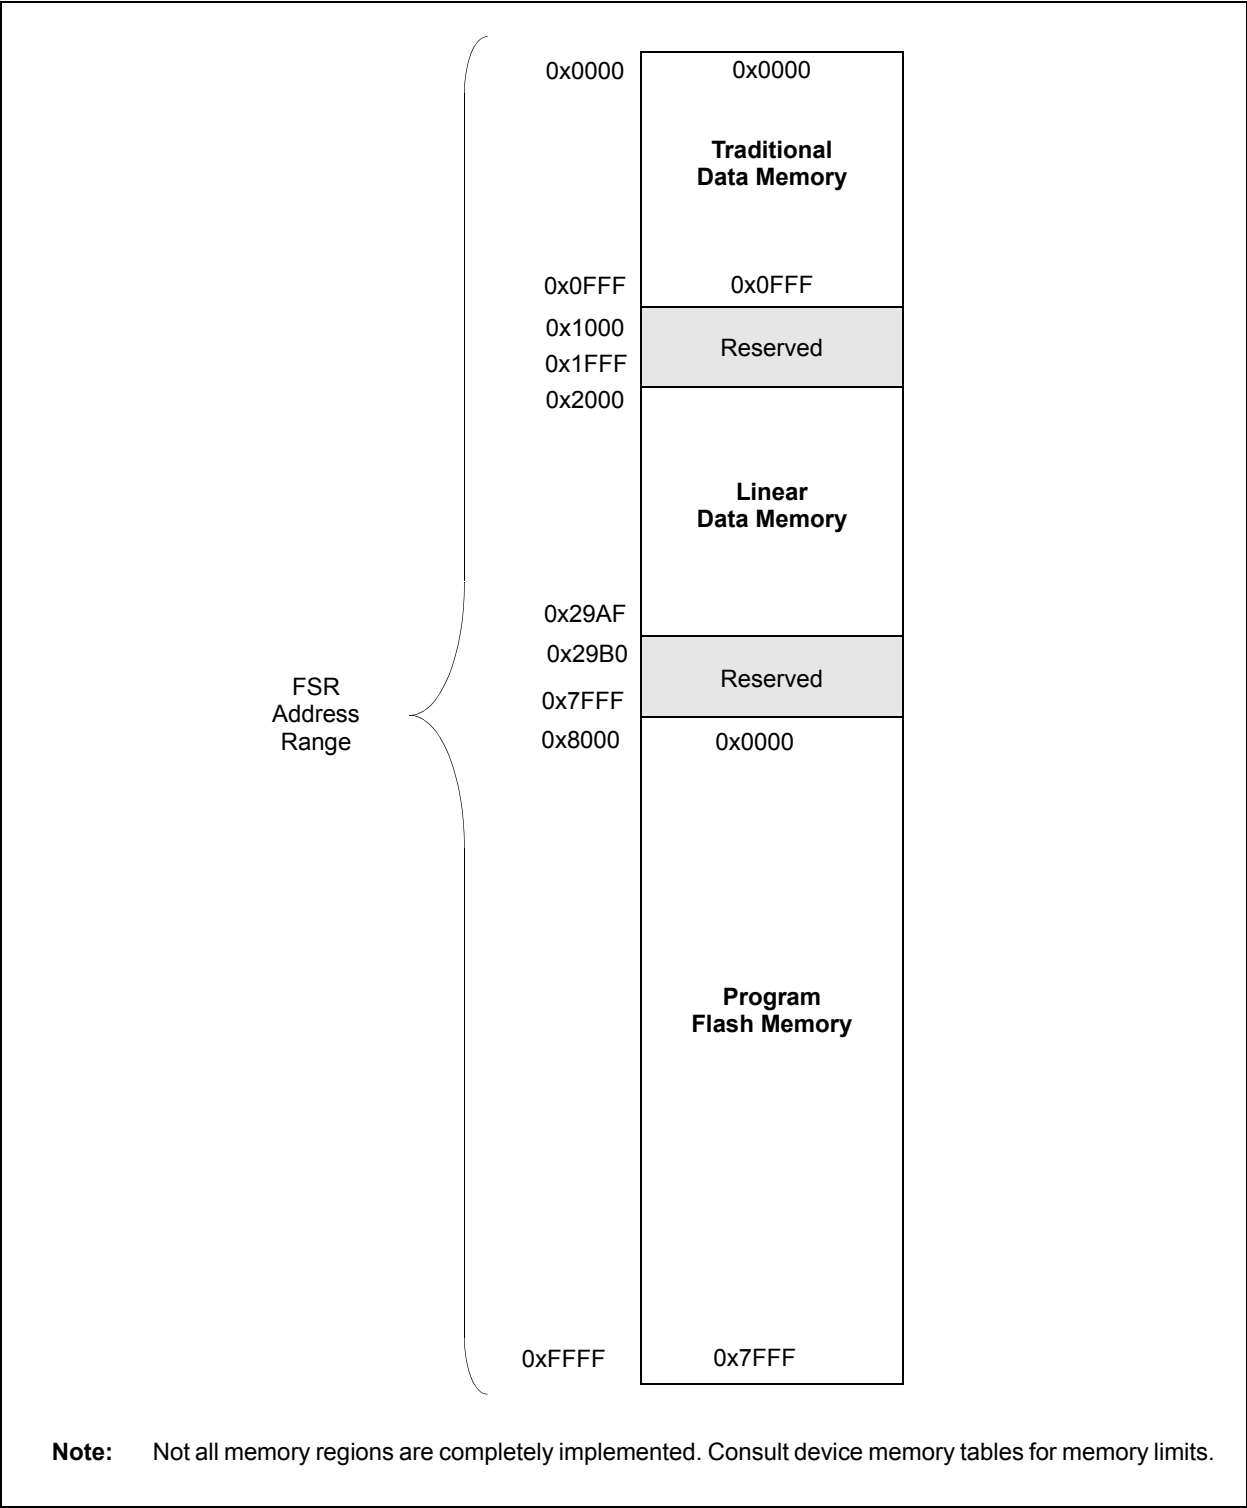 0x0000 0x0000
Traditional
Data Memory
0x0FFF 0x0FFF
0x1000
Reserved
0x1FFF
0x2000
Linear
Data Memory
0x29AF
0x29B0
Reserved
0x7FFF
FSR
Address
Range
0x8000 0x0000
Program
Flash Memory
0xFFFF 0x7FFF
Note: Not all memory regions are completely implemented. Consult device memory tables for memory limits.